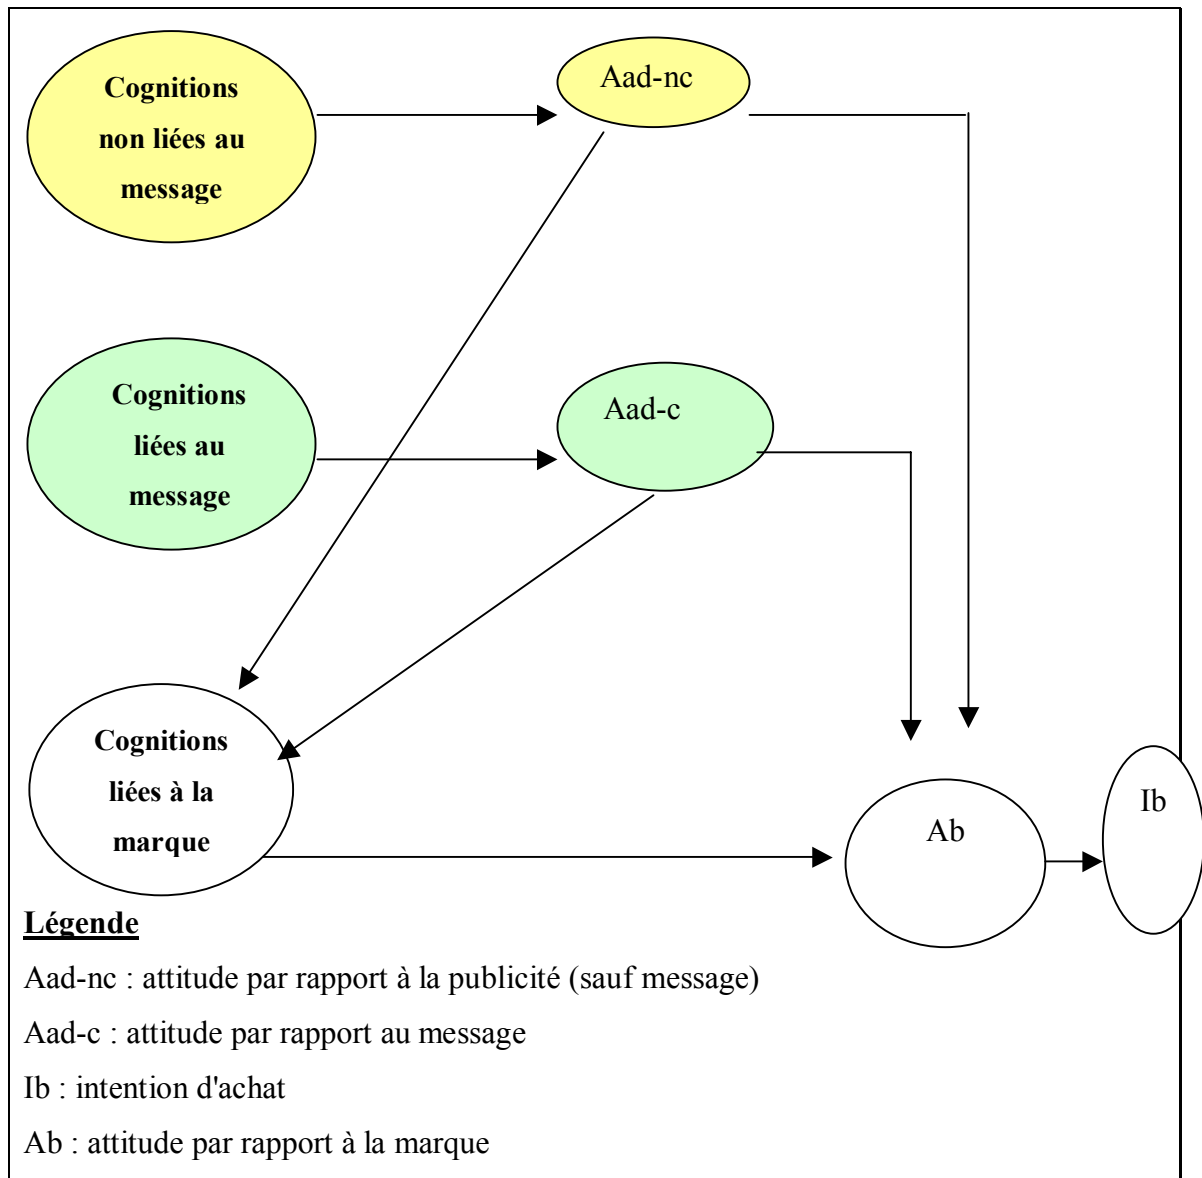 Cognitions
non liées au
message
Aad-nc
Cognitions
liées au
message
Aad-c
Cognitions
liées à la
marque
Ab
Ib
Légende
Aad-nc : attitude par rapport à la publicité (sauf message)
Aad-c : attitude par rapport au message
Ib : intention d'achat
Ab : attitude par rapport à la marque